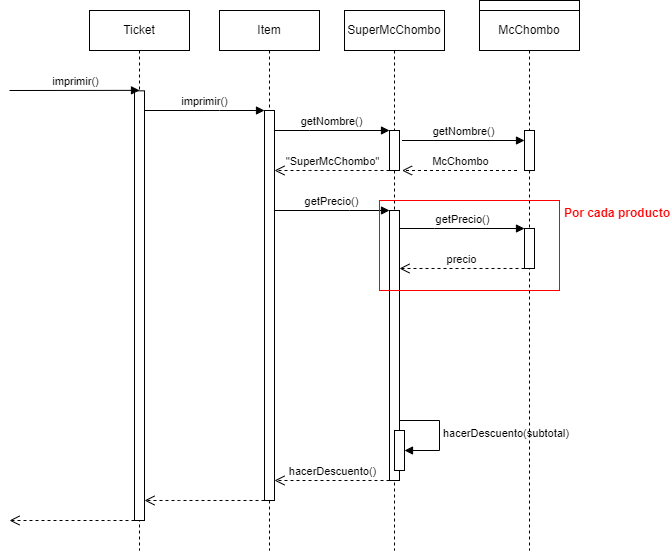 Ticket
Item
SuperMcChombo
McChombo
imprimir()
imprimir()
getNombre()
getNombre()
"SuperMcChombo"
McChombo
getPrecio()
Por cada producto
getPrecio()
precio
hacerDescuento(subtotal)
hacerDescuento()